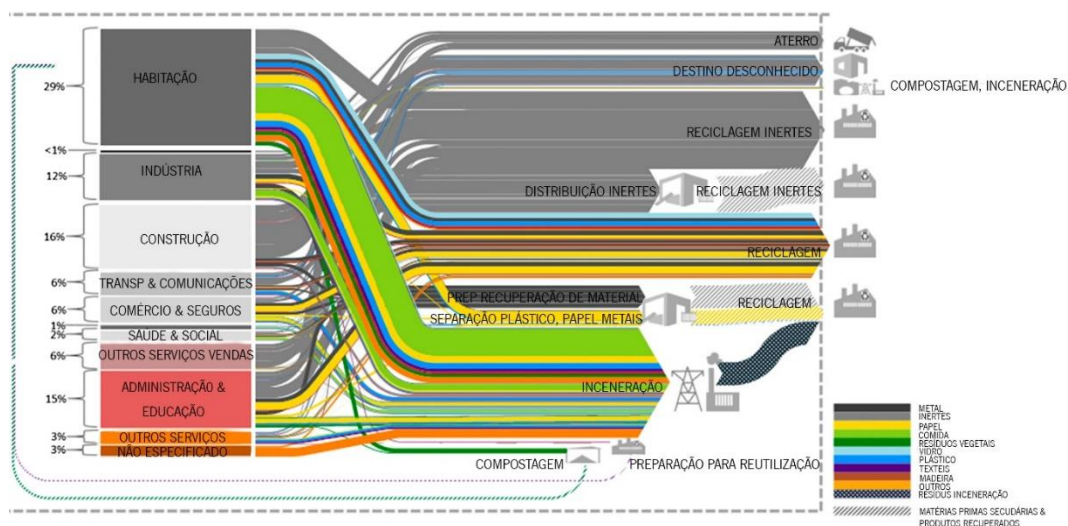 HABITAÇÃO
INDÚSTRIA
CONSTRUÇÃO
TRANSP & COMUNICAÇÕES
COMÉRCIO & SEGUROS
SAÚDE & SOCIAL
OUTROS SERVIÇOS VENDAS
ADMINISTRAÇÃO &
EDUCAÇÃO
OUTROS SERVIÇOS
NÃO ESPECIFICADO
29%
<1%
12%
16%
6%
6%
1%
2%
6%
15%
3%
3%
ATERRO
DESTINO DESCONHECIDO
COMPOSTAGEM, INCENERAÇÃO
RECICLAGEM INERTES
DISTRIBUIÇÃO INERTES
RECICLAGEM INERTES
RECICLAGEM
PREP RECUPERAÇÃO DE MATERIAL
SEPARAÇÃO PLÁSTICO, PAPEL METAIS
RECICLAGEM
INCENERAÇÃO
COMPOSTAGEM
PREPARAÇÃO PARA REUTILIZAÇÃO
METAL
INERTES
PAPEL
COMIDA
RESÍDUOS VEGETAIS
VIDRO
PLÁSTICO
TEXTEIS
MADEIRA
OUTROS
RESÍDUS INCENERAÇÃO
MATÉRIAS PRIMAS SECUDÁRIAS &
PRODUTOS RECUPERADOS